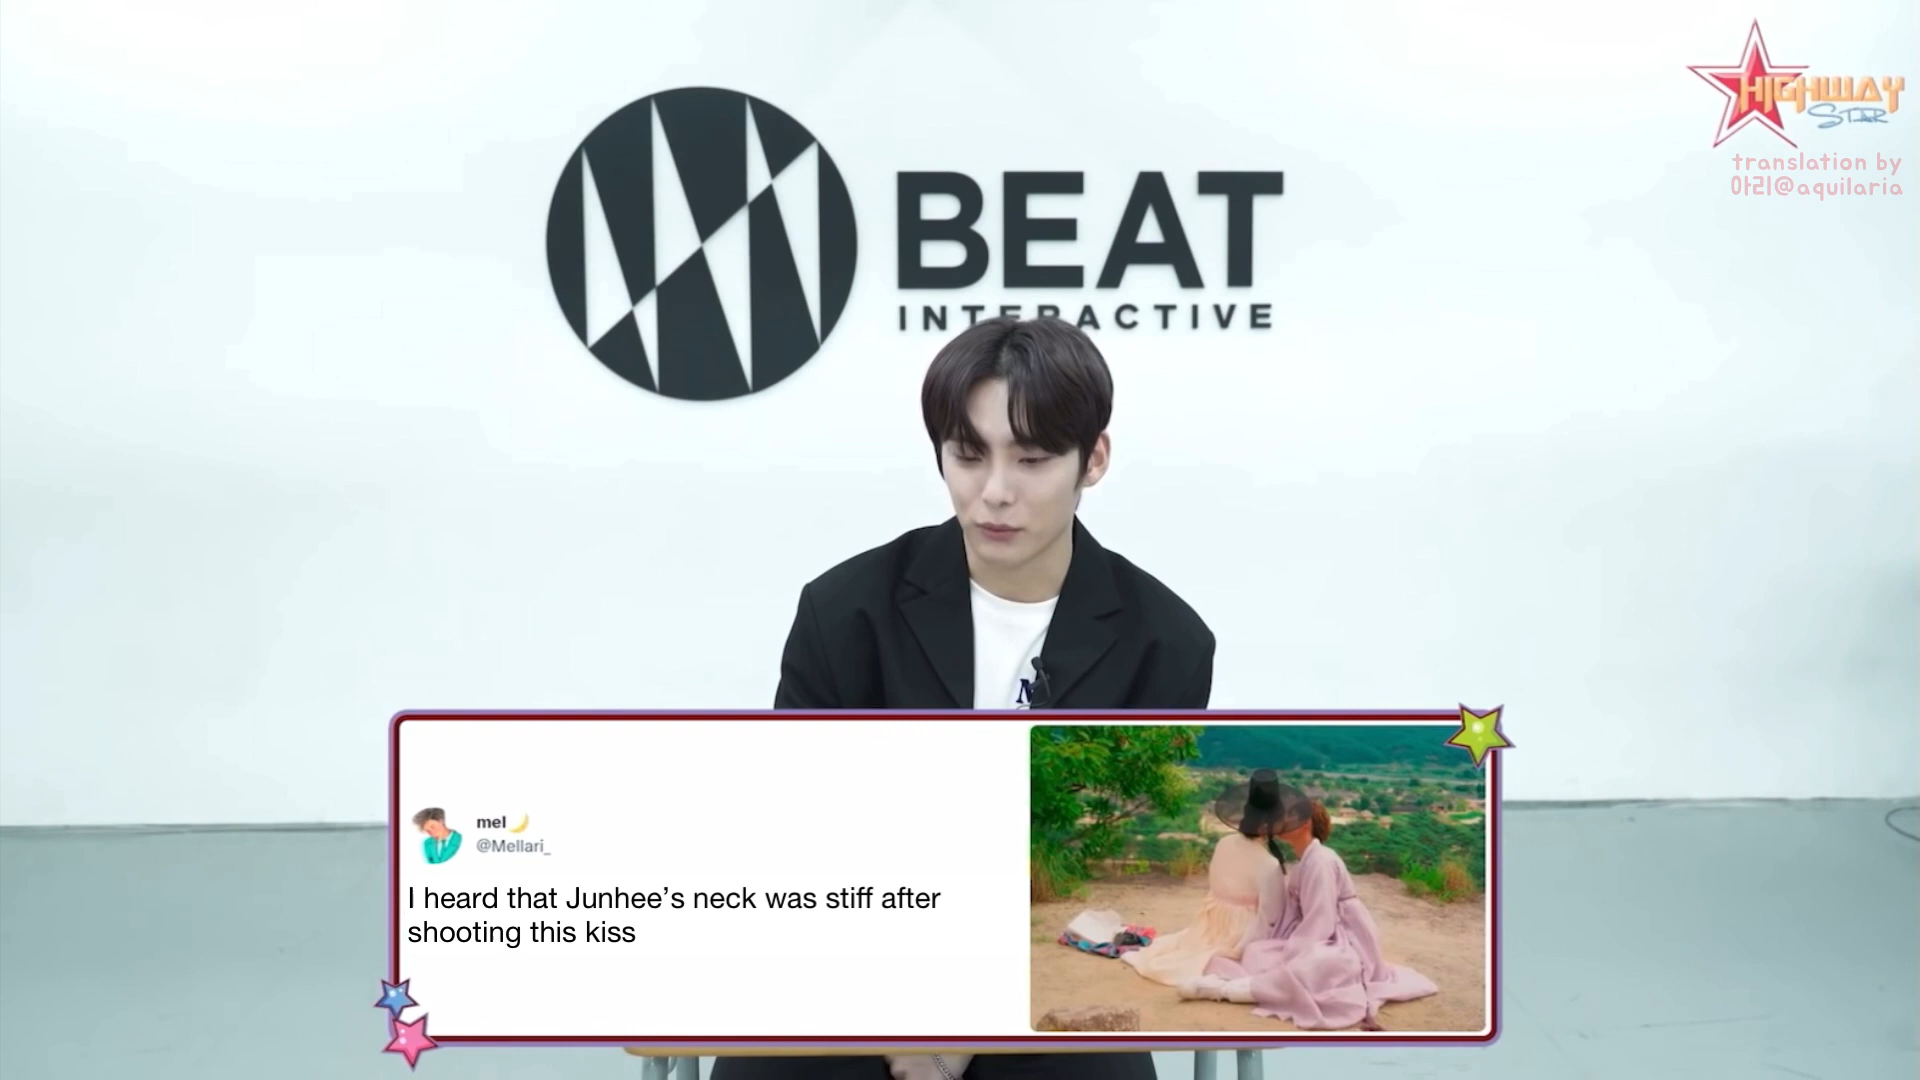 HIGHWAY
STAR
translation by
아리@aquilaria
BEAT
INTERACTIVE
M
mel🌙
@Mellari_
I heard that Junhee’s neck was stiff after
shooting this kiss